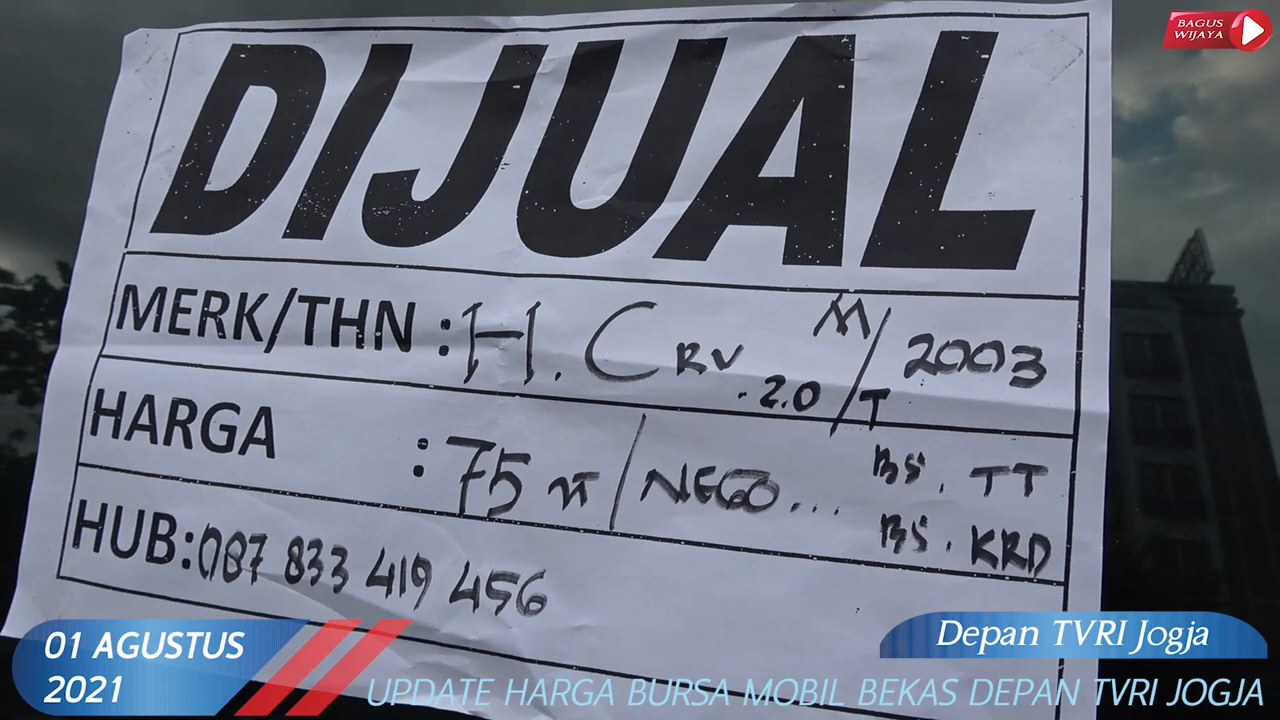 BAGUS
WIJAYA
DIJUAL
MERK/THN : H. CRV 2.0 M/T 2003
HARGA : 75 jt / NEGO... BS. TT
BS. KRD
HUB: 087 833 419 456
01 AGUSTUS
2021
Depan TVRI Jogja
UPDATE HARGA BURSA MOBIL BEKAS DEPAN TVRI JOGJA